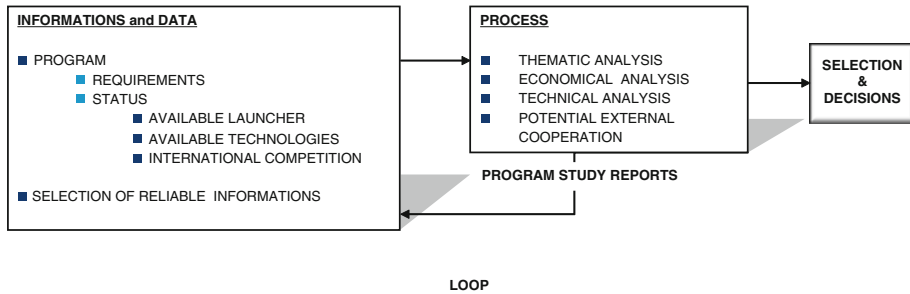 INFORMATIONS and DATA
PROGRAM
REQUIREMENTS
STATUS
AVAILABLE LAUNCHER
AVAILABLE TECHNOLOGIES
INTERNATIONAL COMPETITION
SELECTION OF RELIABLE INFORMATIONS
PROCESS
THEMATIC ANALYSIS
ECONOMICAL ANALYSIS
TECHNICAL ANALYSIS
POTENTIAL EXTERNAL
COOPERATION
PROGRAM STUDY REPORTS
SELECTION
&
DECISIONS
LOOP